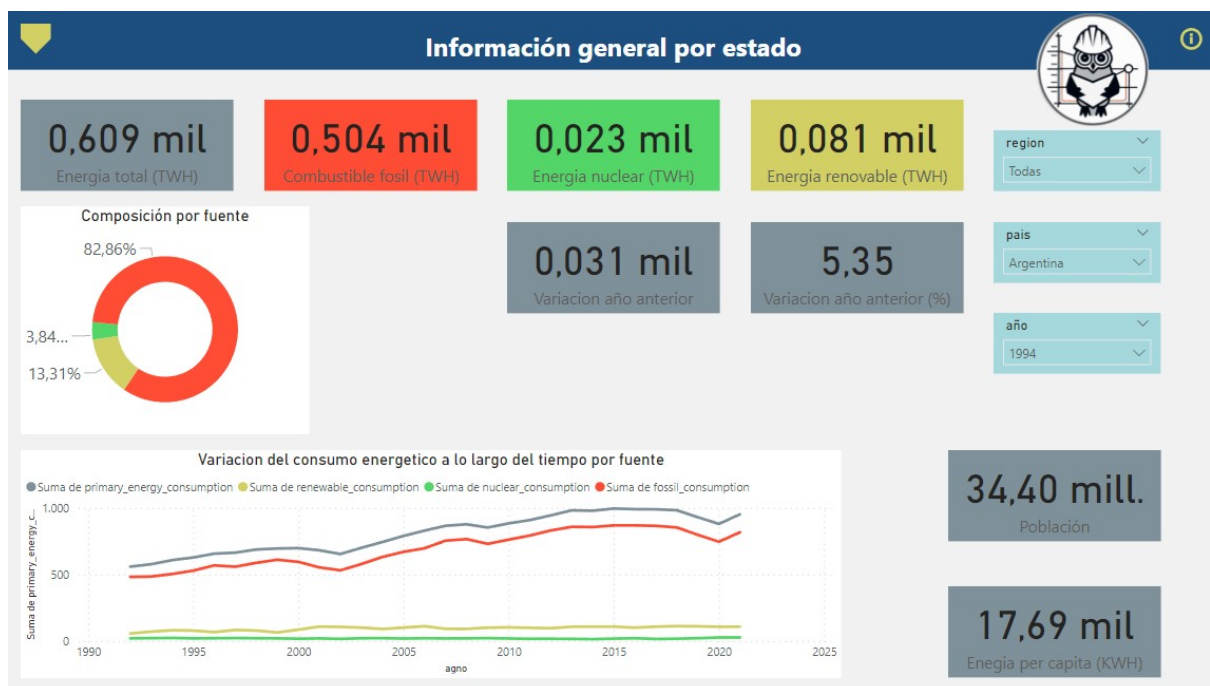 Información general por estado
0,609 mil
Energia total (TWH)
0,504 mil
Combustible fosil (TWH)
0,023 mil
Energia nuclear (TWH)
0,081 mil
Energia renovable (TWH)
region
Todas
Composición por fuente
82,86%
3,84...
13,31%
0,031 mil
Variacion año anterior
5,35
Variacion año anterior (%)
pais
Argentina
año
1994
Variacion del consumo energetico a lo largo del tiempo por fuente
Suma de primary_energy_consumption Suma de renewable_consumption Suma de nuclear_consumption Suma de fossil_consumption
Suma de primary_energy_c...
1.000
500
0
1990 1995 2000 2005 2010 2015 2020 2025
agno
34,40 mill.
Población
17,69 mil
Enegia per capita (KWH)